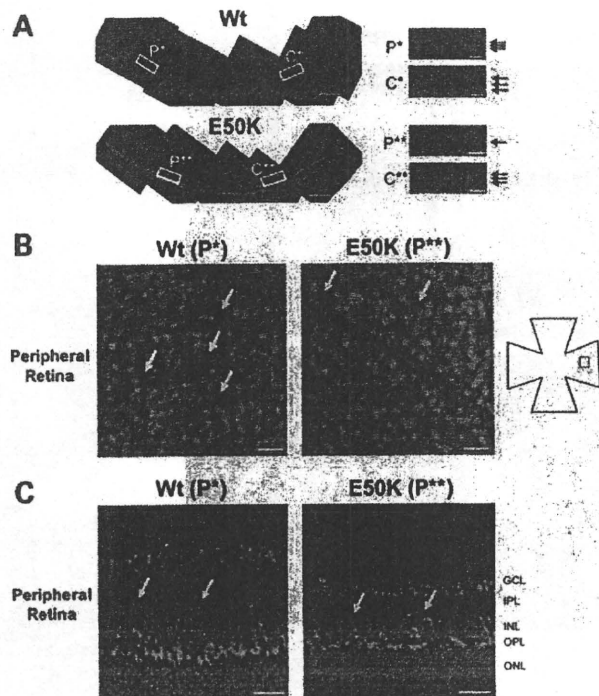 A
Wt
P*
C*
P*
C*
E50K
P**
C**
P**
C**
B
Wt (P*)
E50K (P**)
Peripheral
Retina
C
Wt (P*)
E50K (P**)
Peripheral
Retina
GCL
IPL
INL
OPL
ONL